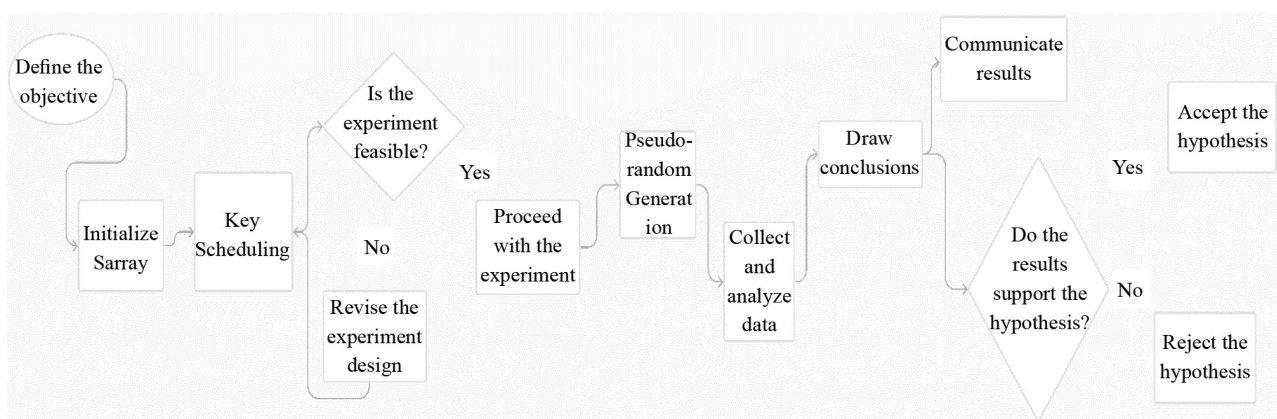 Define the
objective
Initialize
Sarray
Key
Scheduling
Is the
experiment
feasible?
Yes
No
Revise the
experiment
design
Proceed
with the
experiment
Pseudo-
random
Generat
ion
Collect
and
analyze
data
Draw
conclusions
Communicate
results
Do the
results
support the
hypothesis?
Yes
Accept the
hypothesis
No
Reject the
hypothesis